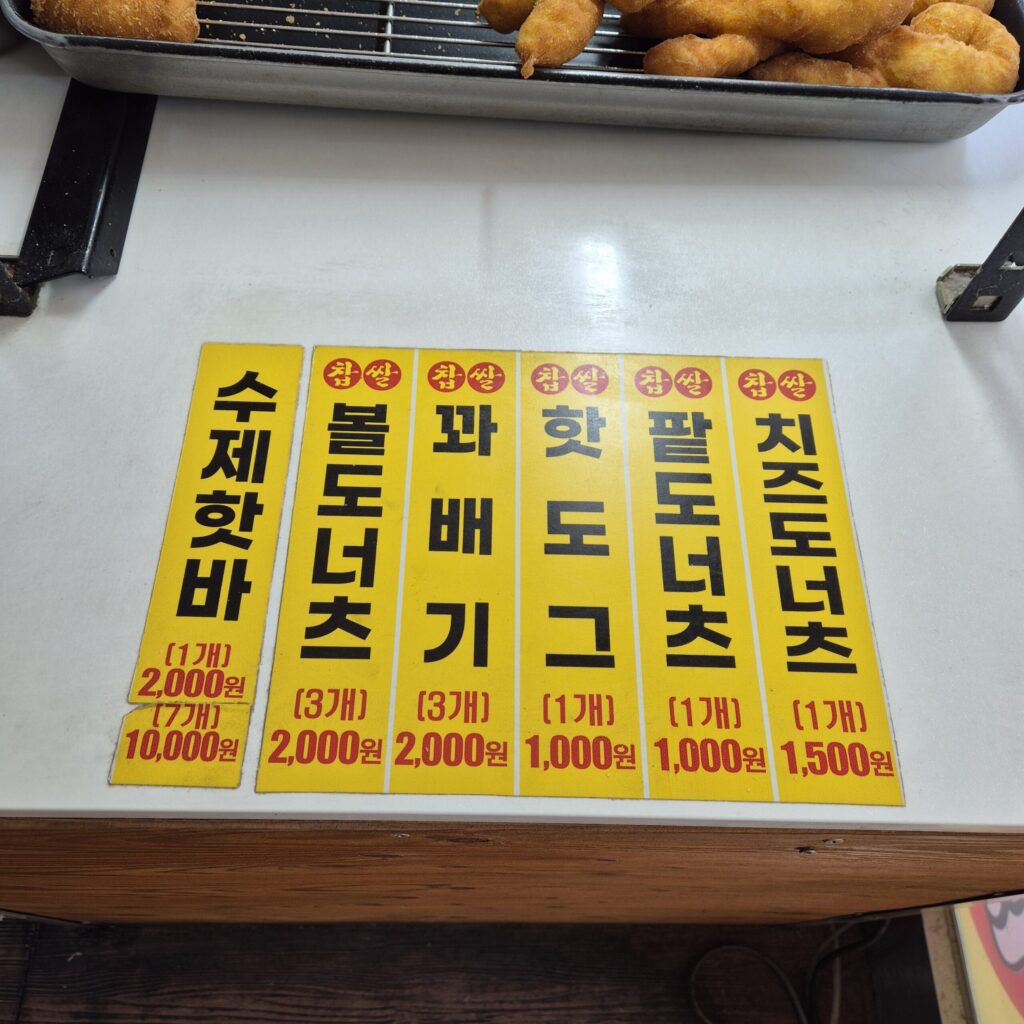 수제핫바
(1개)
2,000원
(7개)
10,000원
찹쌀
볼도너츠
(3개)
2,000원
찹쌀
꽈배기
(3개)
2,000원
찹쌀
핫도그
(1개)
1,000원
찹쌀
팥도너츠
(1개)
1,000원
찹쌀
치즈도너츠
(1개)
1,500원